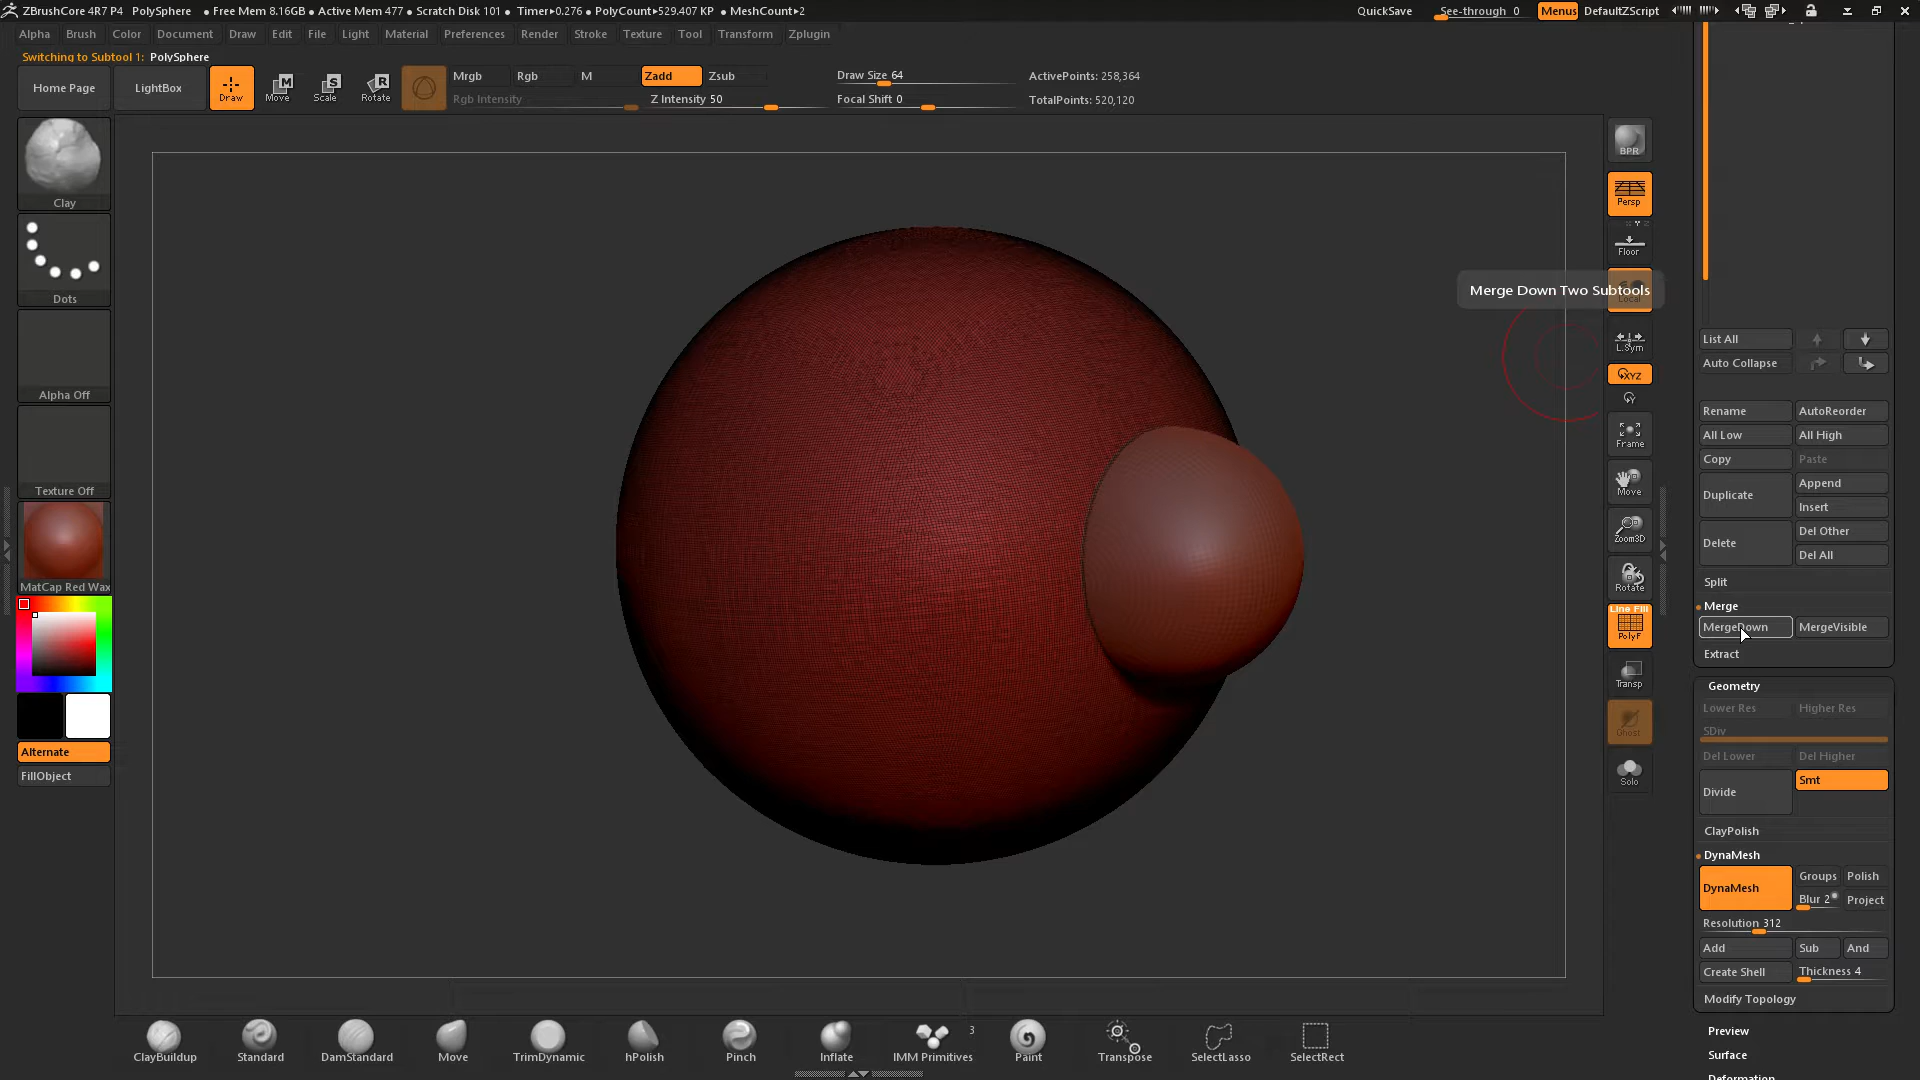 ZBrushCore 4R7 P4 PolySphere • Free Mem 8.16GB • Active Mem 477 • Scratch Disk 101 • Timer▸0.276 • PolyCount▸529.407 KP • MeshCount▸2 QuickSave See-through 0 Menus DefaultZScript
Alpha Brush Color Document Draw Edit File Light Material Preferences Render Stroke Texture Tool Transform Zplugin
Switching to Subtool 1: PolySphere
Home Page LightBox Draw Move Scale Rotate
Mrgb Rgb M Zadd Zsub
Rgb Intensity Z Intensity 50
Draw Size 64
Focal Shift 0
ActivePoints: 258,364
TotalPoints: 520,120
Clay
Dots
Alpha Off
Texture Off
MatCap Red Wax
Alternate
FillObject
Merge Down Two Subtools
BPR
Persp
Floor
Local
L.Sym
XYZ
Y
Frame
Move
Zoom3D
Rotate
Line Fill
PolyF
Transp
Ghost
Solo
List All
Auto Collapse
Rename AutoReorder
All Low All High
Copy Paste
Duplicate Append
Insert
Delete Del Other
Del All
Split
Merge
MergeDown MergeVisible
Extract
Geometry
Lower Res Higher Res
SDiv
Del Lower Del Higher
Divide Smt
ClayPolish
DynaMesh
DynaMesh Groups Polish
Blur 2 Project
Resolution 312
Add Sub And
Create Shell Thickness 4
Modify Topology
Preview
Surface
Deformation
ClayBuildup Standard DamStandard Move TrimDynamic hPolish Pinch Inflate IMM Primitives 3 Paint Transpose SelectLasso SelectRect